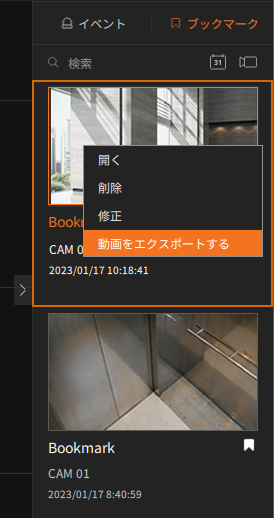 イベント
ブックマーク
検索
31
開く
削除
修正
動画をエクスポートする
CAM 0
2023/01/17 10:18:41
Bookmark
CAM 01
2023/01/17 8:40:59